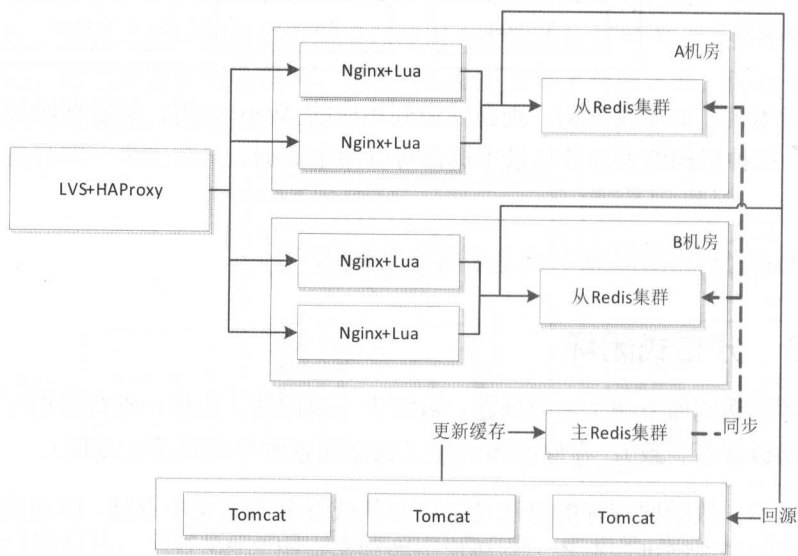 A机房
Nginx+Lua
从Redis集群
Nginx+Lua
LVS+HAProxy
B机房
Nginx+Lua
从Redis集群
Nginx+Lua
更新缓存
主Redis集群
同步
Tomcat
Tomcat
Tomcat
回源